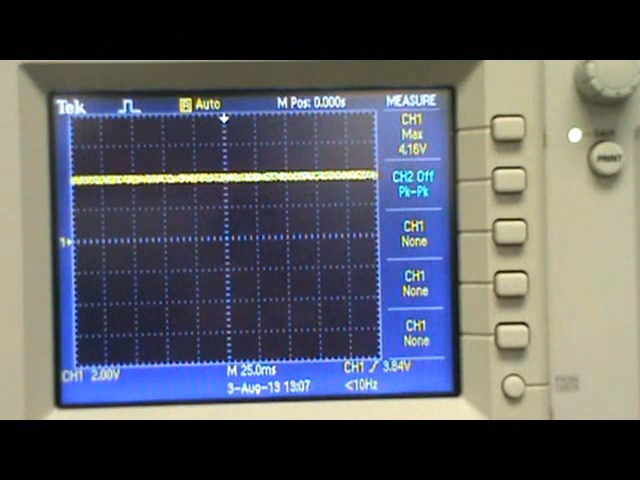 Tek R Auto M Pos: 0.000s MEASURE
CH1
Max
4.16V
CH2 Off
Pk-Pk
1
CH1
None
CH1
None
CH1
None
CH1 2.00V M 25.0ms CH1 3.84V
3-Aug-13 13:07 <10Hz
PRINT